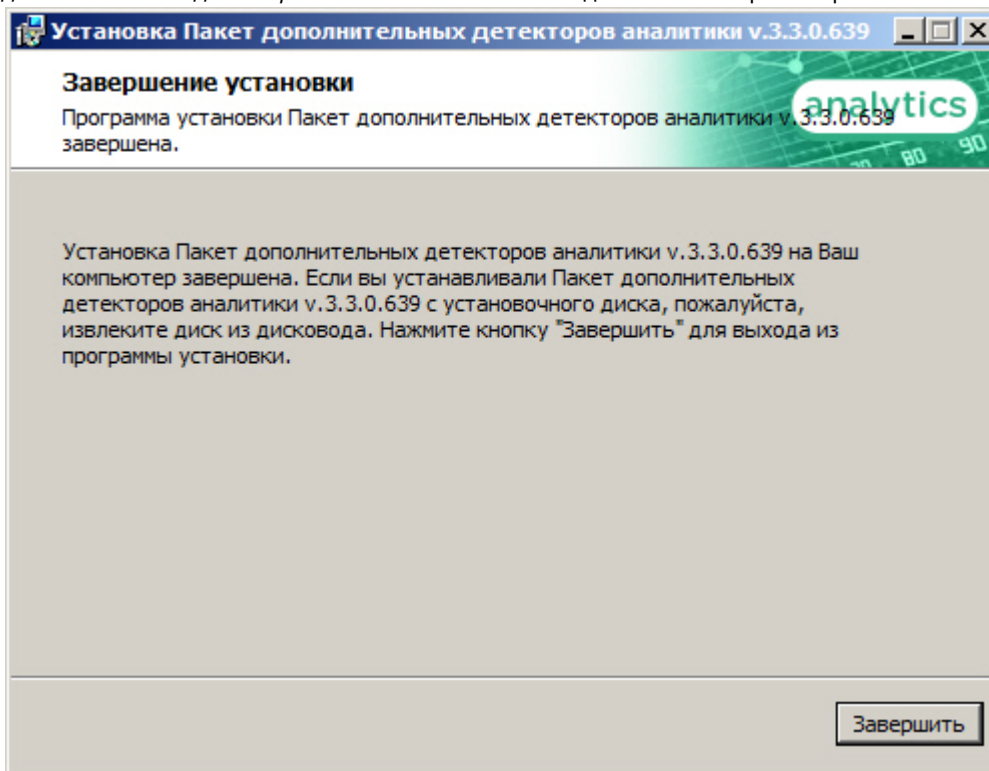 Установка Пакет дополнительных детекторов аналитики v.3.3.0.639
Завершение установки
Программа установки Пакет дополнительных детекторов аналитики v.3.3.0.639
завершена.
analytics
80 90
Установка Пакет дополнительных детекторов аналитики v.3.3.0.639 на Ваш
компьютер завершена. Если вы устанавливали Пакет дополнительных
детекторов аналитики v.3.3.0.639 с установочного диска, пожалуйста,
извлеките диск из дисковода. Нажмите кнопку "Завершить" для выхода из
программы установки.
Завершить